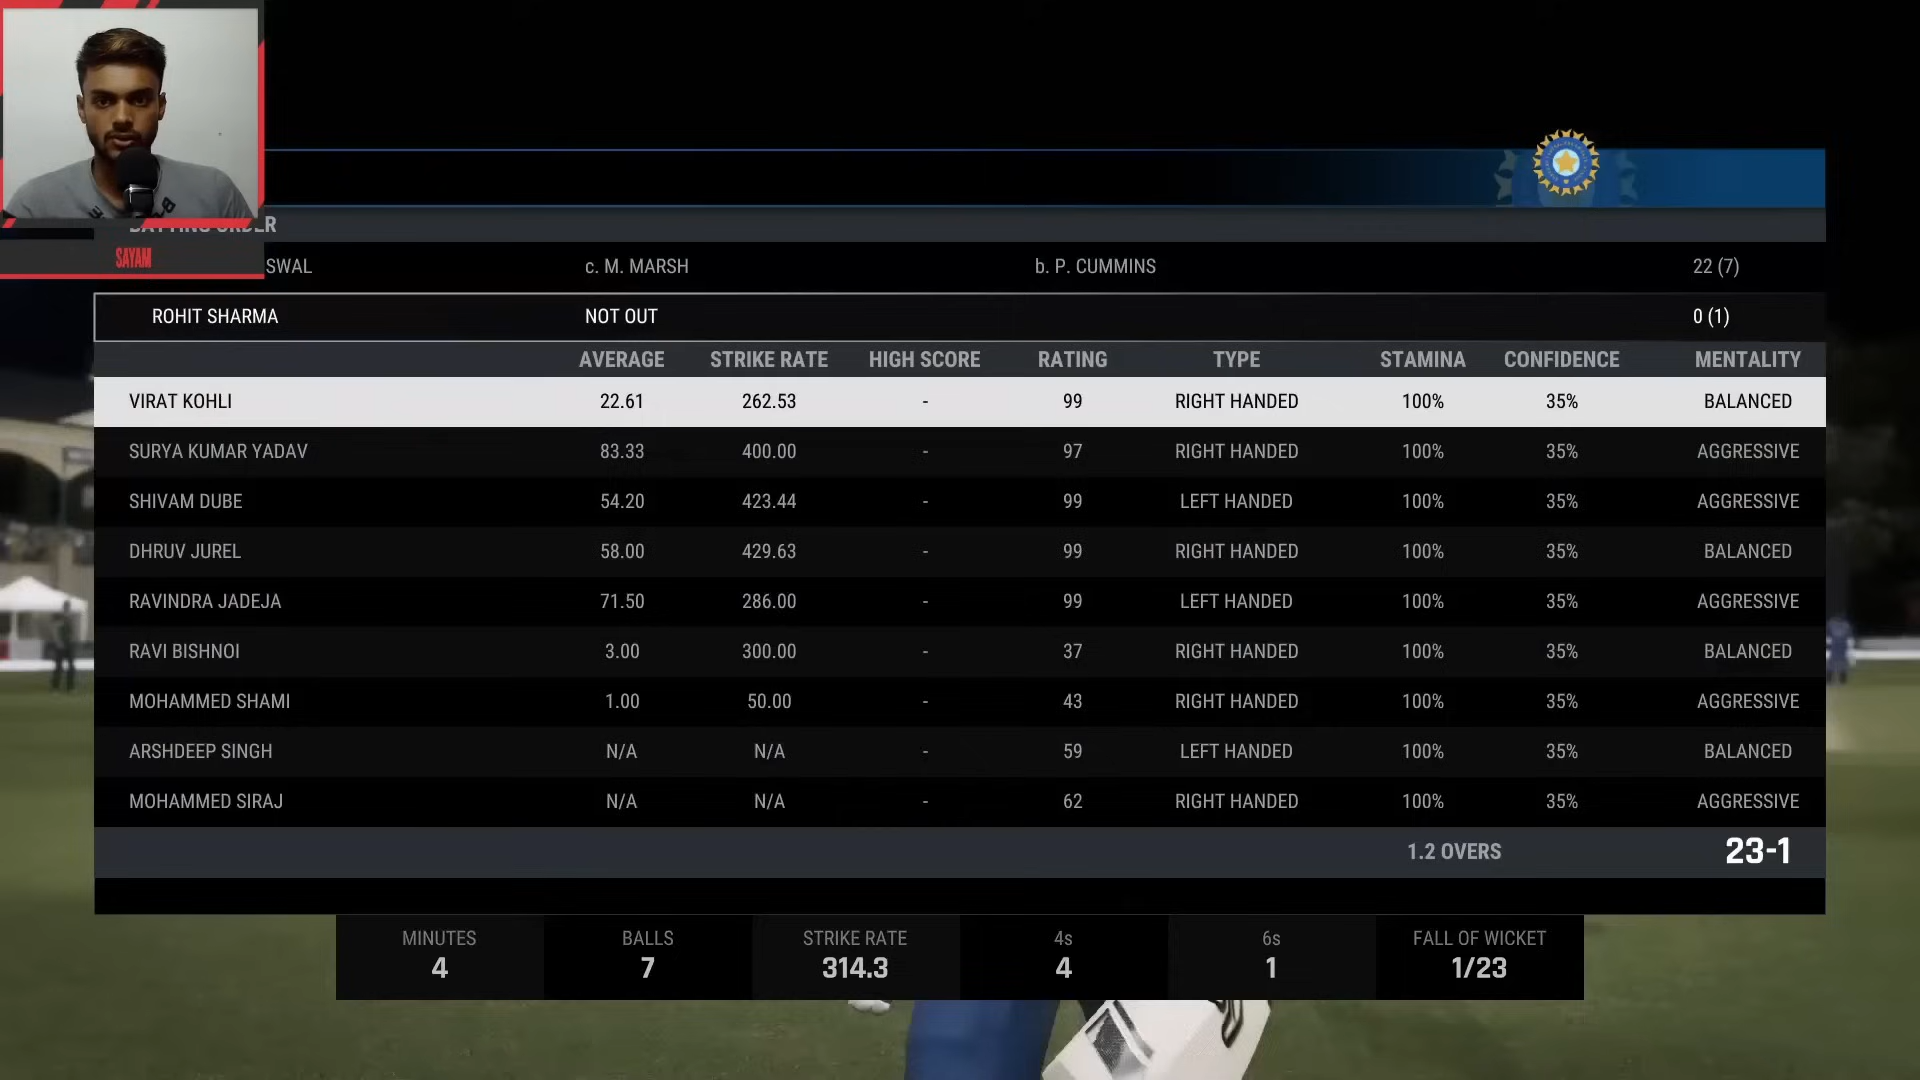 BATTING ORDER
SAYAM
SWAL c. M. MARSH b. P. CUMMINS 22 (7)
ROHIT SHARMA NOT OUT 0 (1)
AVERAGE STRIKE RATE HIGH SCORE RATING TYPE STAMINA CONFIDENCE MENTALITY
VIRAT KOHLI 22.61 262.53 - 99 RIGHT HANDED 100% 35% BALANCED
SURYA KUMAR YADAV 83.33 400.00 - 97 RIGHT HANDED 100% 35% AGGRESSIVE
SHIVAM DUBE 54.20 423.44 - 99 LEFT HANDED 100% 35% AGGRESSIVE
DHRUV JUREL 58.00 429.63 - 99 RIGHT HANDED 100% 35% BALANCED
RAVINDRA JADEJA 71.50 286.00 - 99 LEFT HANDED 100% 35% AGGRESSIVE
RAVI BISHNOI 3.00 300.00 - 37 RIGHT HANDED 100% 35% BALANCED
MOHAMMED SHAMI 1.00 50.00 - 43 RIGHT HANDED 100% 35% AGGRESSIVE
ARSHDEEP SINGH N/A N/A - 59 LEFT HANDED 100% 35% BALANCED
MOHAMMED SIRAJ N/A N/A - 62 RIGHT HANDED 100% 35% AGGRESSIVE
1.2 OVERS 23-1
MINUTES BALLS STRIKE RATE 4s 6s FALL OF WICKET
4 7 314.3 4 1 1/23